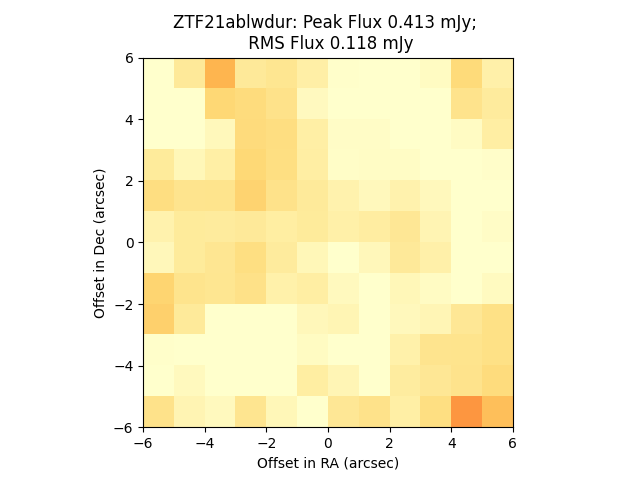 ZTF21ablwdur: Peak Flux 0.413 mJy;
RMS Flux 0.118 mJy
6
4
2
0
−2
−4
−6
Offset in Dec (arcsec)
−6 −4 −2 0 2 4 6
Offset in RA (arcsec)